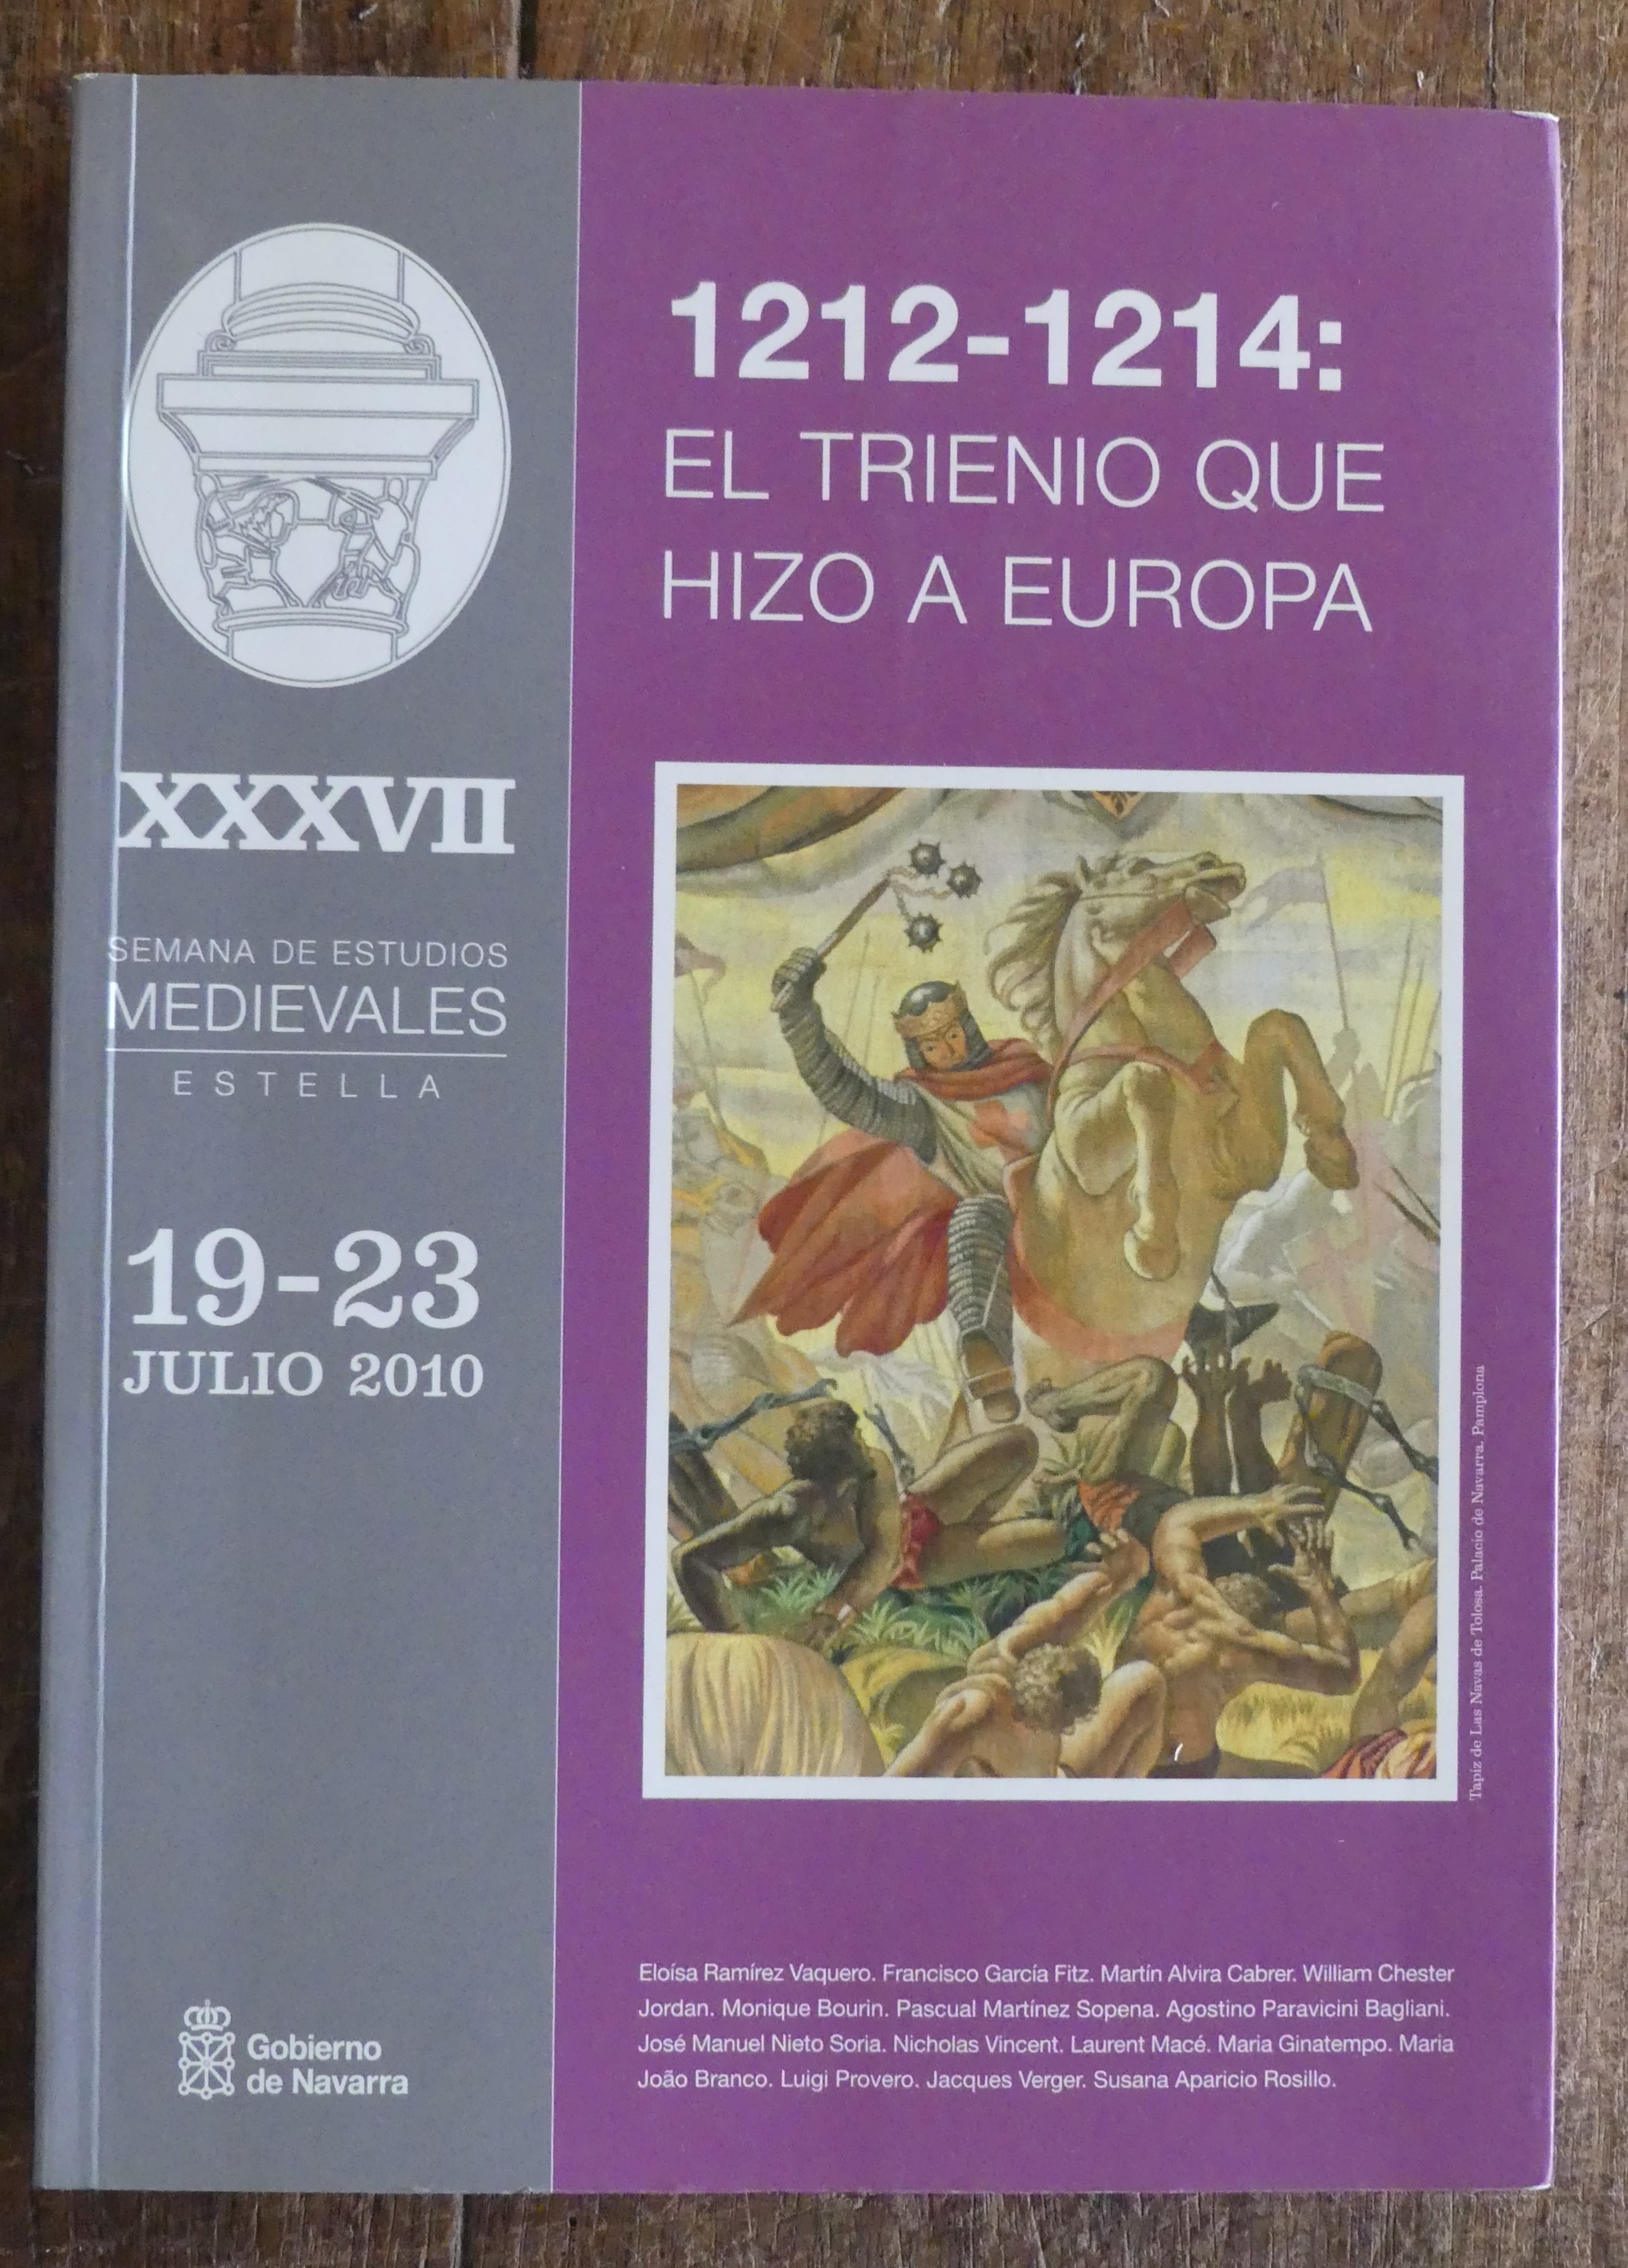 1212-1214:
EL TRIENIO QUE
HIZO A EUROPA
XXXVII
SEMANA DE ESTUDIOS
MEDIEVALES
ESTELLA
19-23
JULIO 2010
Tapiz de Las Navas de Tolosa. Palacio de Navarra. Pamplona
Eloísa Ramírez Vaquero. Francisco García Fitz. Martín Alvira Cabrer. William Chester
Jordan. Monique Bourin. Pascual Martínez Sopena. Agostino Paravicini Bagliani.
José Manuel Nieto Soria. Nicholas Vincent. Laurent Macé. Maria Ginatempo. Maria
João Branco. Luigi Provero. Jacques Verger. Susana Aparicio Rosillo.
Gobierno
de Navarra